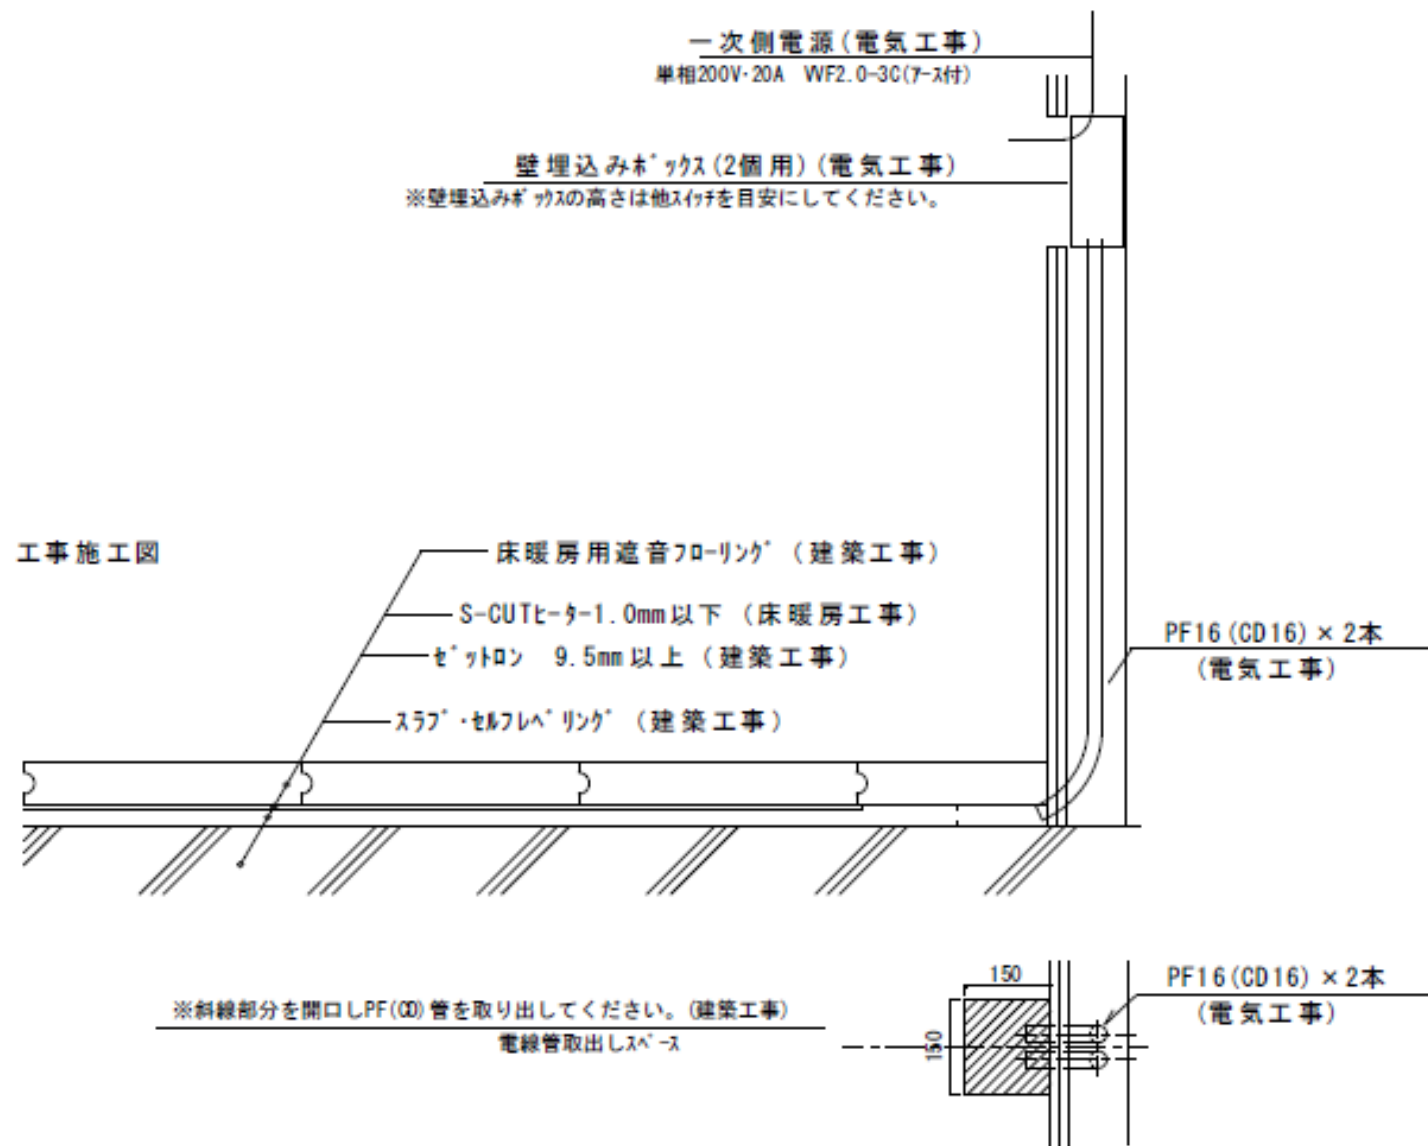 一次側電源(電気工事)
単相200V・20A　VVF2.0-3C(ｱｰｽ付)
壁埋込みﾎﾞｯｸｽ(2個用)(電気工事)
※壁埋込みﾎﾞｯｸｽの高さは他ｽｲｯﾁを目安にしてください。
工事施工図
床暖房用遮音ﾌﾛｰﾘﾝｸﾞ（建築工事）
S-CUTﾋｰﾀｰ1.0mm以下（床暖房工事）
ｾﾞｯﾄﾛﾝ　9.5mm以上（建築工事）
ｽﾗﾌﾞ・ｾﾙﾌﾚﾍﾞﾘﾝｸﾞ（建築工事）
PF16(CD16)×2本
(電気工事)
※斜線部分を開口しPF(CD)管を取り出してください。(建築工事)
電線管取出しｽﾍﾟｰｽ
150
150
PF16(CD16)×2本
(電気工事)